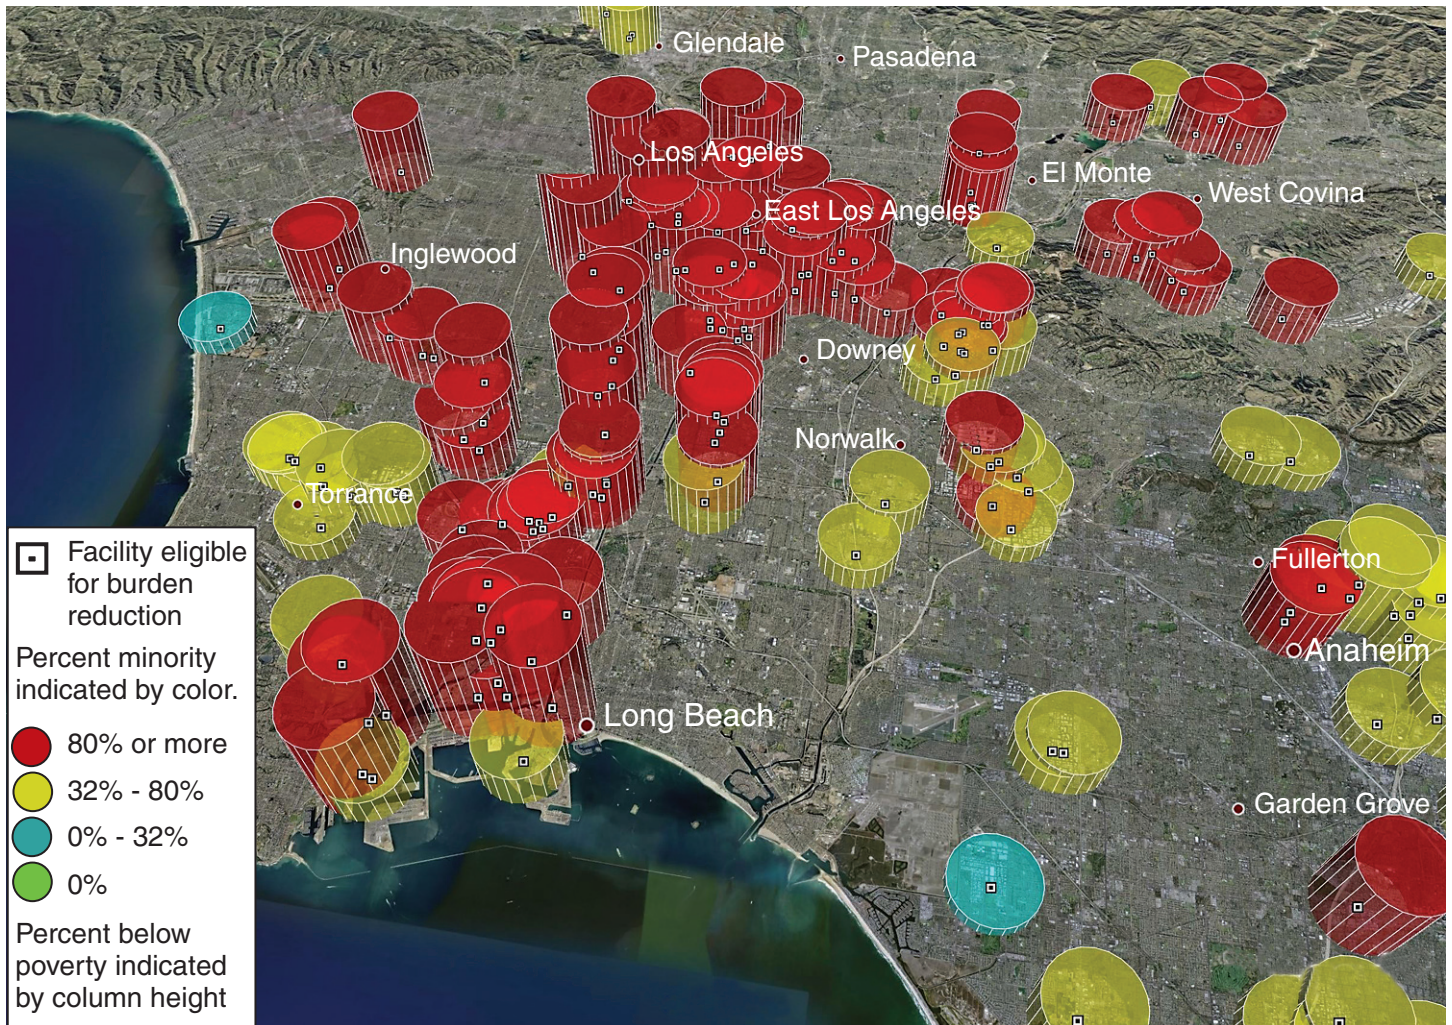 Glendale
Pasadena
Los Angeles
El Monte
West Covina
East Los Angeles
Inglewood
Downey
Norwalk
Torrance
Fullerton
Anaheim
Long Beach
Garden Grove
Facility eligible
for burden
reduction
Percent minority
indicated by color.
80% or more
32% - 80%
0% - 32%
0%
Percent below
poverty indicated
by column height